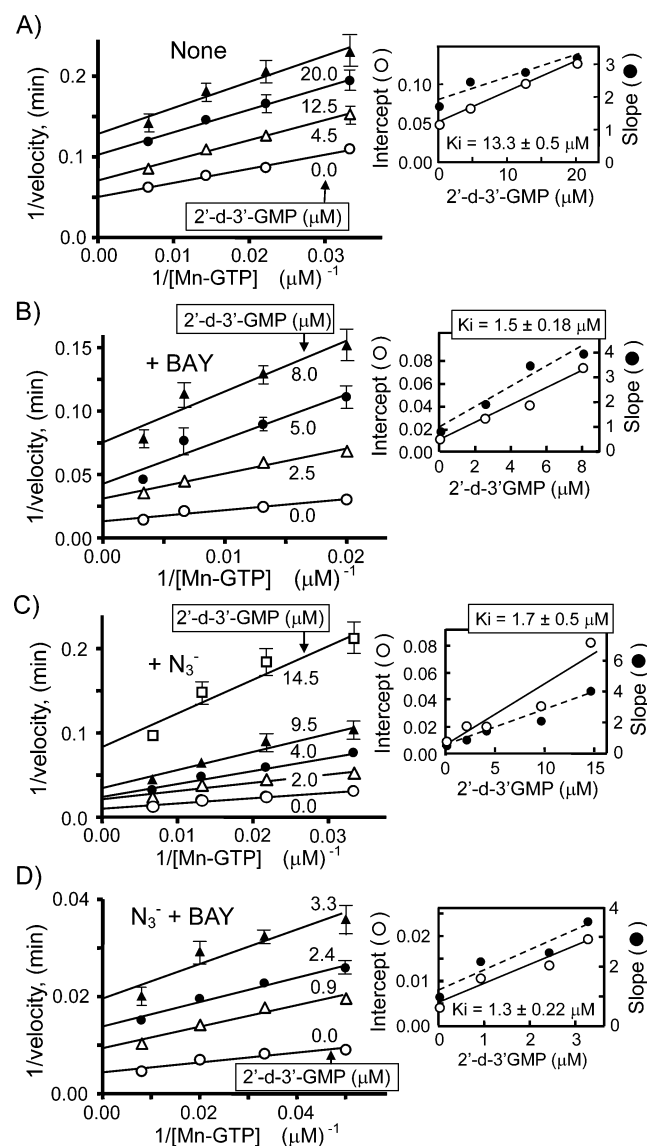 A)
None
1/velocity, (min)
0.2
0.1
0.0
20.0
12.5
4.5
0.0
2'-d-3'-GMP (µM)
0.00 0.01 0.02 0.03
1/[Mn-GTP] (µM)⁻¹
Intercept (○)
0.10
0.05
0.00
Ki = 13.3 ± 0.5 µM
3
2
1
0
Slope (●)
0 5 10 15 20
2'-d-3'-GMP (µM)
B)
2'-d-3'-GMP (µM)
+ BAY
1/velocity, (min)
0.15
0.10
0.05
0.00
8.0
5.0
2.5
0.0
0.00 0.01 0.02
1/[Mn-GTP] (µM)⁻¹
Ki = 1.5 ± 0.18 µM
Intercept (○)
0.08
0.06
0.04
0.02
0.00
4
3
2
1
0
Slope (●)
0 2 4 6 8
2'-d-3'GMP (µM)
C)
2'-d-3'-GMP (µM)
+ N₃⁻
1/velocity, (min)
0.2
0.1
0.0
14.5
9.5
4.0
2.0
0.0
0.00 0.01 0.02 0.03
1/[Mn-GTP] (µM)⁻¹
Ki = 1.7 ± 0.5 µM
Intercept (○)
0.08
0.06
0.04
0.02
0.00
6
4
2
0
Slope (●)
0 5 10 15
2'-d-3'GMP (µM)
D)
N₃⁻ + BAY
1/velocity, (min)
0.04
0.02
0.00
3.3
2.4
0.9
0.0
2'-d-3'-GMP (µM)
0.00 0.02 0.04
1/[Mn-GTP] (µM)⁻¹
Intercept (○)
0.02
0.01
0.00
Ki = 1.3 ± 0.22 µM
4
3
2
1
0
Slope (●)
0 1 2 3
2'-d-3'GMP (µM)